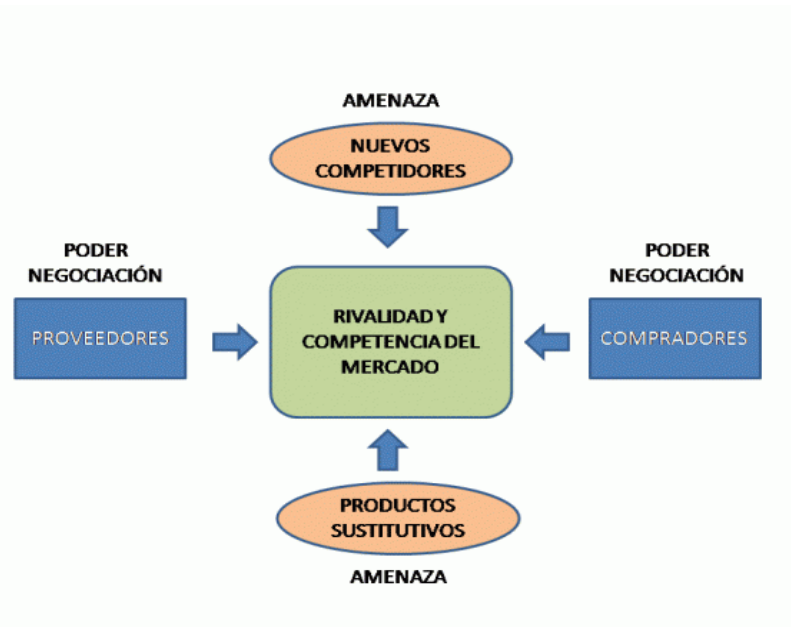 AMENAZA
NUEVOS
COMPETIDORES
PODER
NEGOCIACIÓN
PROVEEDORES
RIVALIDAD Y
COMPETENCIA DEL
MERCADO
PODER
NEGOCIACIÓN
COMPRADORES
PRODUCTOS
SUSTITUTIVOS
AMENAZA